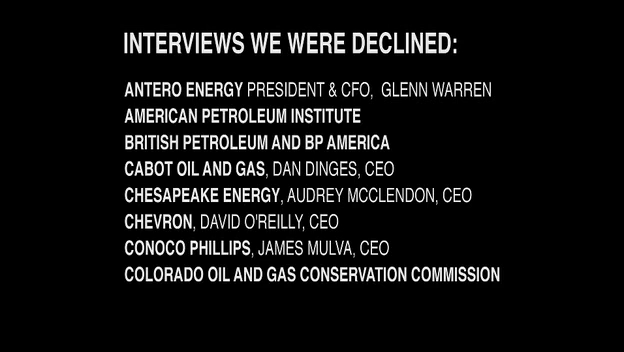 INTERVIEWS WE WERE DECLINED:
ANTERO ENERGY PRESIDENT & CFO, GLENN WARREN
AMERICAN PETROLEUM INSTITUTE
BRITISH PETROLEUM AND BP AMERICA
CABOT OIL AND GAS, DAN DINGES, CEO
CHESAPEAKE ENERGY, AUDREY MCCLENDON, CEO
CHEVRON, DAVID O'REILLY, CEO
CONOCO PHILLIPS, JAMES MULVA, CEO
COLORADO OIL AND GAS CONSERVATION COMMISSION